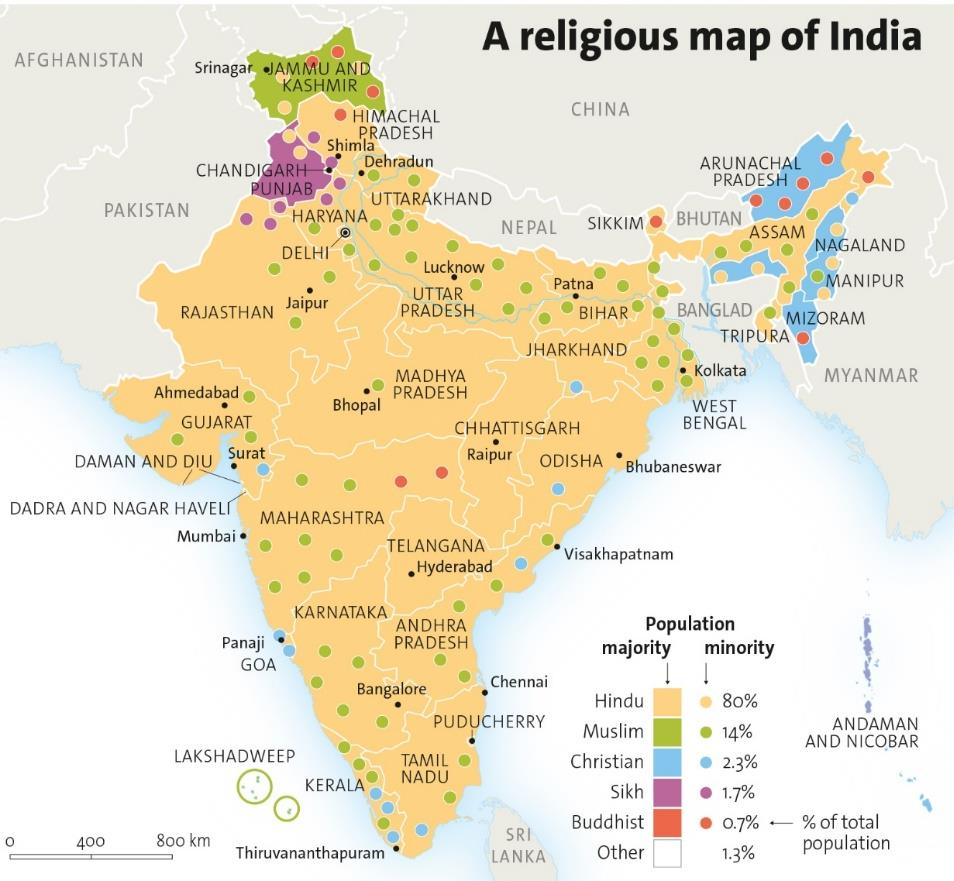 A religious map of India
AFGHANISTAN
Srinagar
JAMMU AND
KASHMIR
CHINA
HIMACHAL
PRADESH
Shimla
Dehradun
CHANDIGARH
PUNJAB
UTTARAKHAND
ARUNACHAL
PRADESH
PAKISTAN
HARYANA
NEPAL
SIKKIM
BHUTAN
ASSAM
NAGALAND
DELHI
Lucknow
Patna
MANIPUR
RAJASTHAN
Jaipur
UTTAR
PRADESH
BIHAR
BANGLAD
MIZORAM
TRIPURA
JHARKHAND
Kolkata
MYANMAR
Ahmedabad
MADHYA
PRADESH
Bhopal
WEST
BENGAL
GUJARAT
CHHATTISGARH
Raipur
ODISHA
Bhubaneswar
DAMAN AND DIU
Surat
DADRA AND NAGAR HAVELI
MAHARASHTRA
Mumbai
TELANGANA
Hyderabad
Visakhapatnam
KARNATAKA
ANDHRA
PRADESH
Panaji
GOA
Bangalore
Chennai
PUDUCHERRY
LAKSHADWEEP
KERALA
TAMIL
NADU
Thiruvananthapuram
SRI
LANKA
ANDAMAN
AND NICOBAR
0 400 800 km
Population
majority minority
Hindu 80%
Muslim 14%
Christian 2.3%
Sikh 1.7%
Buddhist 0.7% % of total
population
Other 1.3%